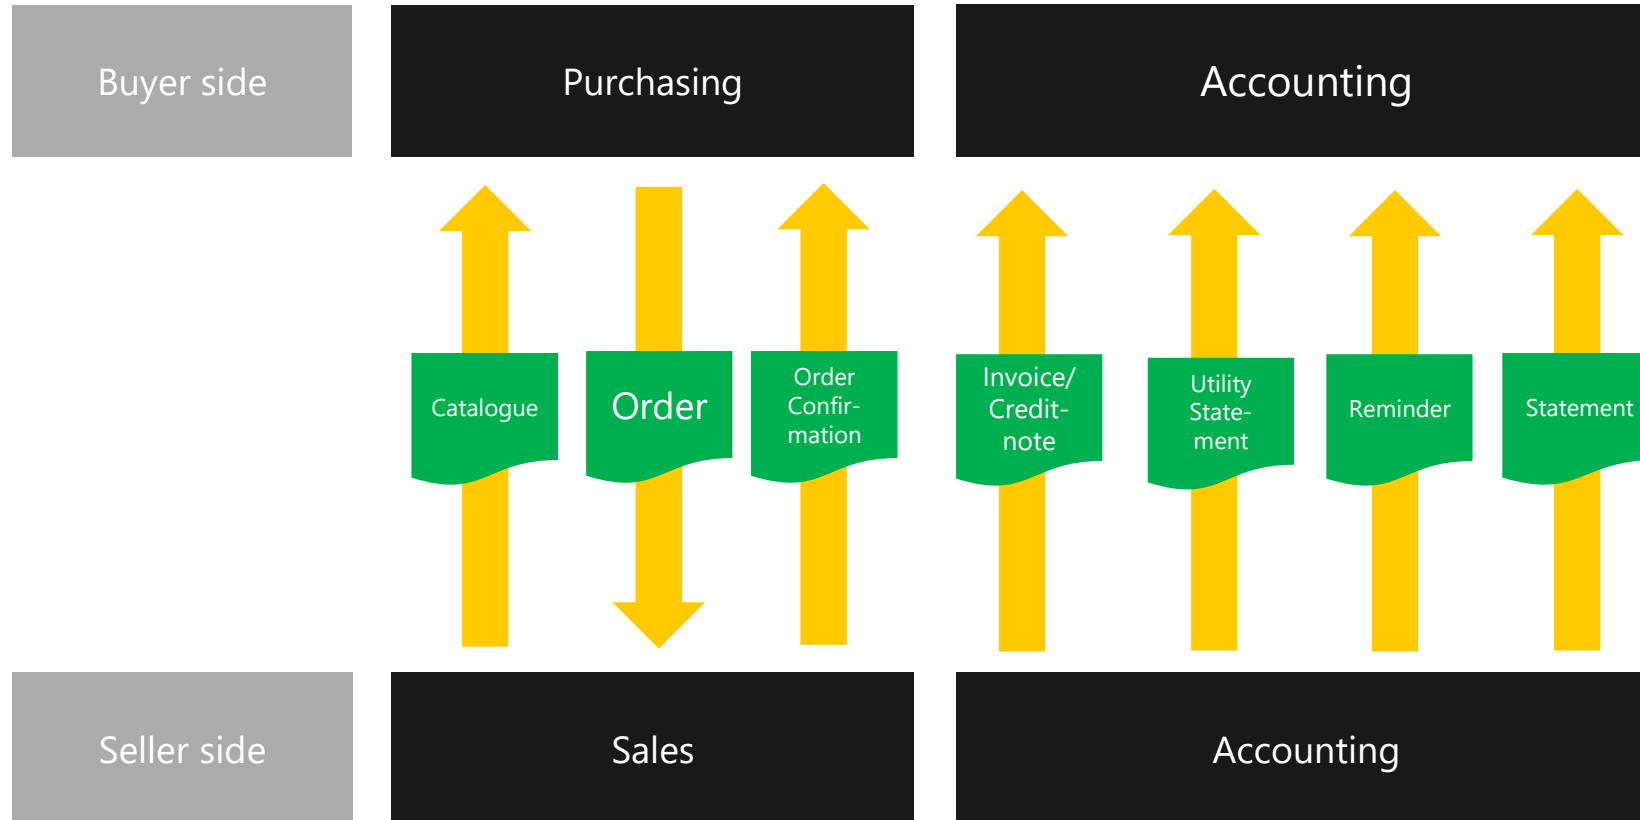 Buyer side
Purchasing
Accounting
Catalogue
Order
Order
Confir-
mation
Invoice/
Credit-
note
Utility
State-
ment
Reminder
Statement
Seller side
Sales
Accounting